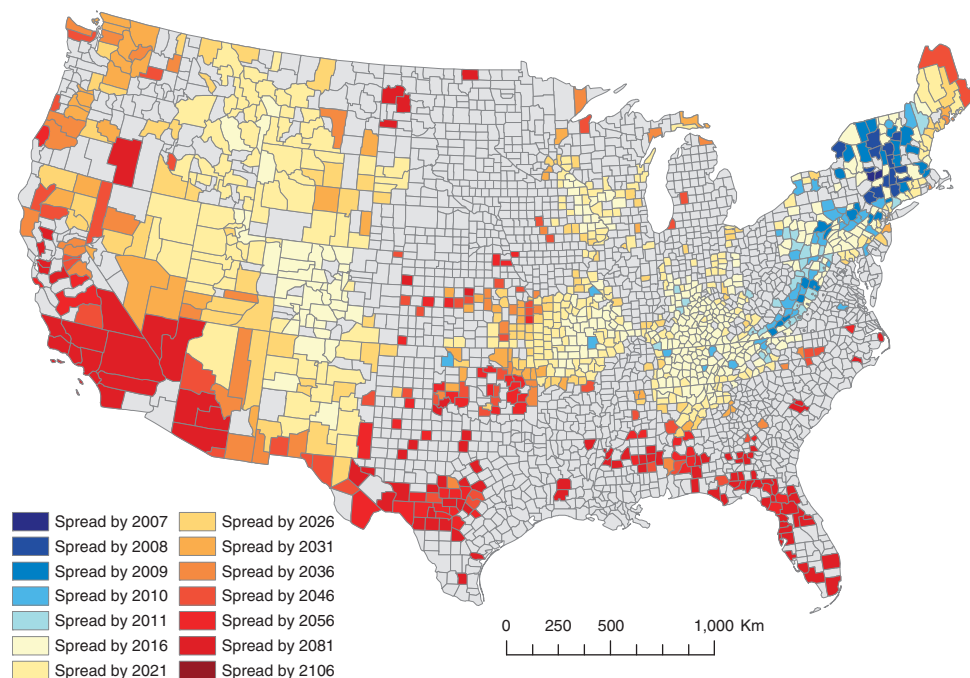 Spread by 2007
Spread by 2008
Spread by 2009
Spread by 2010
Spread by 2011
Spread by 2016
Spread by 2021
Spread by 2026
Spread by 2031
Spread by 2036
Spread by 2046
Spread by 2056
Spread by 2081
Spread by 2106
0 250 500 1,000 Km